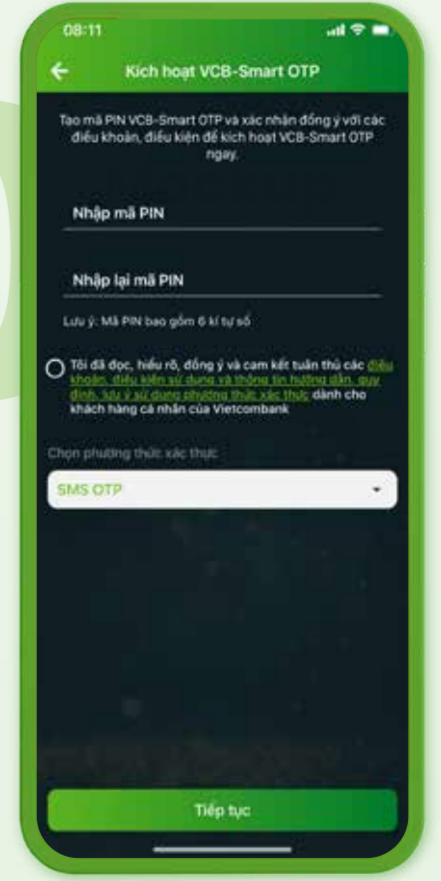 08:11
Kích hoạt VCB-Smart OTP
Tạo mã PIN VCB-Smart OTP và xác nhận đồng ý với các
điều khoản, điều kiện để kích hoạt VCB-Smart OTP
ngay.
Nhập mã PIN
Nhập lại mã PIN
Lưu ý: Mã PIN bao gồm 6 kí tự số
Tôi đã đọc, hiểu rõ, đồng ý và cam kết tuân thủ các điều
khoản, điều kiện sử dụng và thông tin hướng dẫn, quy
định, lưu ý sử dụng phương thức xác thực dành cho
khách hàng cá nhân của Vietcombank
Chọn phương thức xác thực
SMS OTP
Tiếp tục